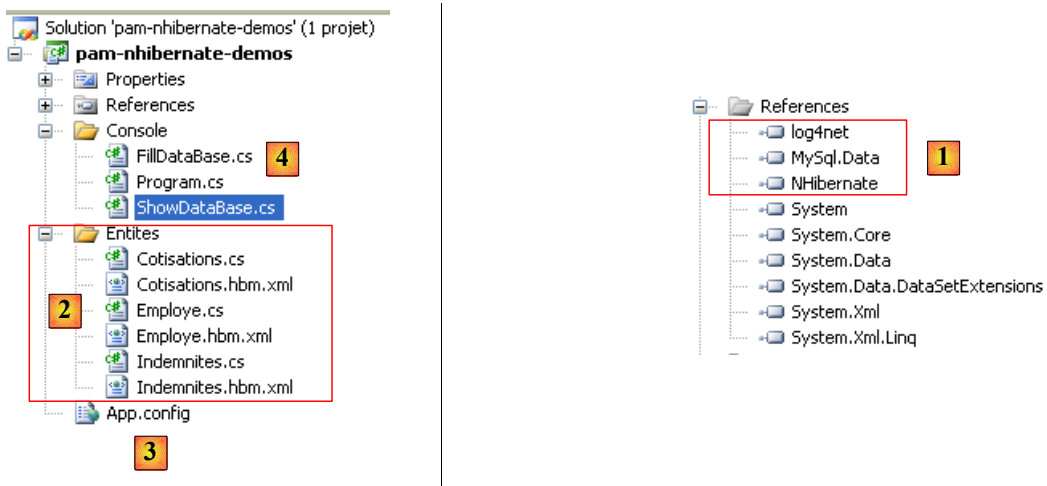 Solution 'pam-nhibernate-demos' (1 projet)
pam-nhibernate-demos
Properties
References
Console
FillDataBase.cs
4
Program.cs
ShowDataBase.cs
Entites
Cotisations.cs
Cotisations.hbm.xml
2
Employe.cs
Employe.hbm.xml
Indemnites.cs
Indemnites.hbm.xml
App.config
3
References
log4net
MySql.Data
1
NHibernate
System
System.Core
System.Data
System.Data.DataSetExtensions
System.Xml
System.Xml.Linq